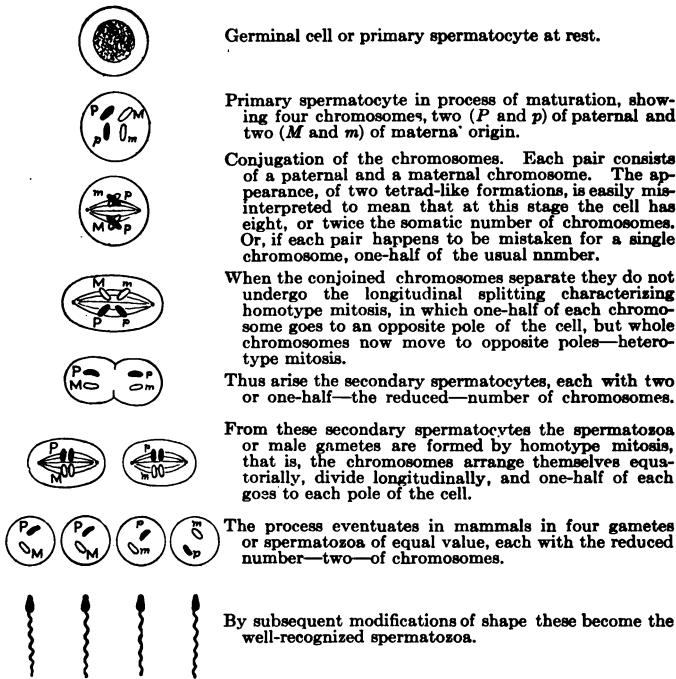 Germinal cell or primary spermatocyte at rest.
P M
p m
Primary spermatocyte in process of maturation, show-
ing four chromosomes, two (P and p) of paternal and
two (M and m) of materna' origin.
m p
M P
Conjugation of the chromosomes. Each pair consists
of a paternal and a maternal chromosome. The ap-
pearance, of two tetrad-like formations, is easily mis-
interpreted to mean that at this stage the cell has
eight, or twice the somatic number of chromosomes.
Or, if each pair happens to be mistaken for a single
chromosome, one-half of the usual nnmber.
M m
P p
When the conjoined chromosomes separate they do not
undergo the longitudinal splitting characterizing
homotype mitosis, in which one-half of each chromo-
some goes to an opposite pole of the cell, but whole
chromosomes now move to opposite poles—hetero-
type mitosis.
P p
M m
Thus arise the secondary spermatocytes, each with two
or one-half—the reduced—number of chromosomes.
P p
M m
From these secondary spermatocytes the spermatozoa
or male gametes are formed by homotype mitosis,
that is, the chromosomes arrange themselves equa-
torially, divide longitudinally, and one-half of each
goes to each pole of the cell.
P P p m
M M m p
The process eventuates in mammals in four gametes
or spermatozoa of equal value, each with the reduced
number—two—of chromosomes.
By subsequent modifications of shape these become the
well-recognized spermatozoa.